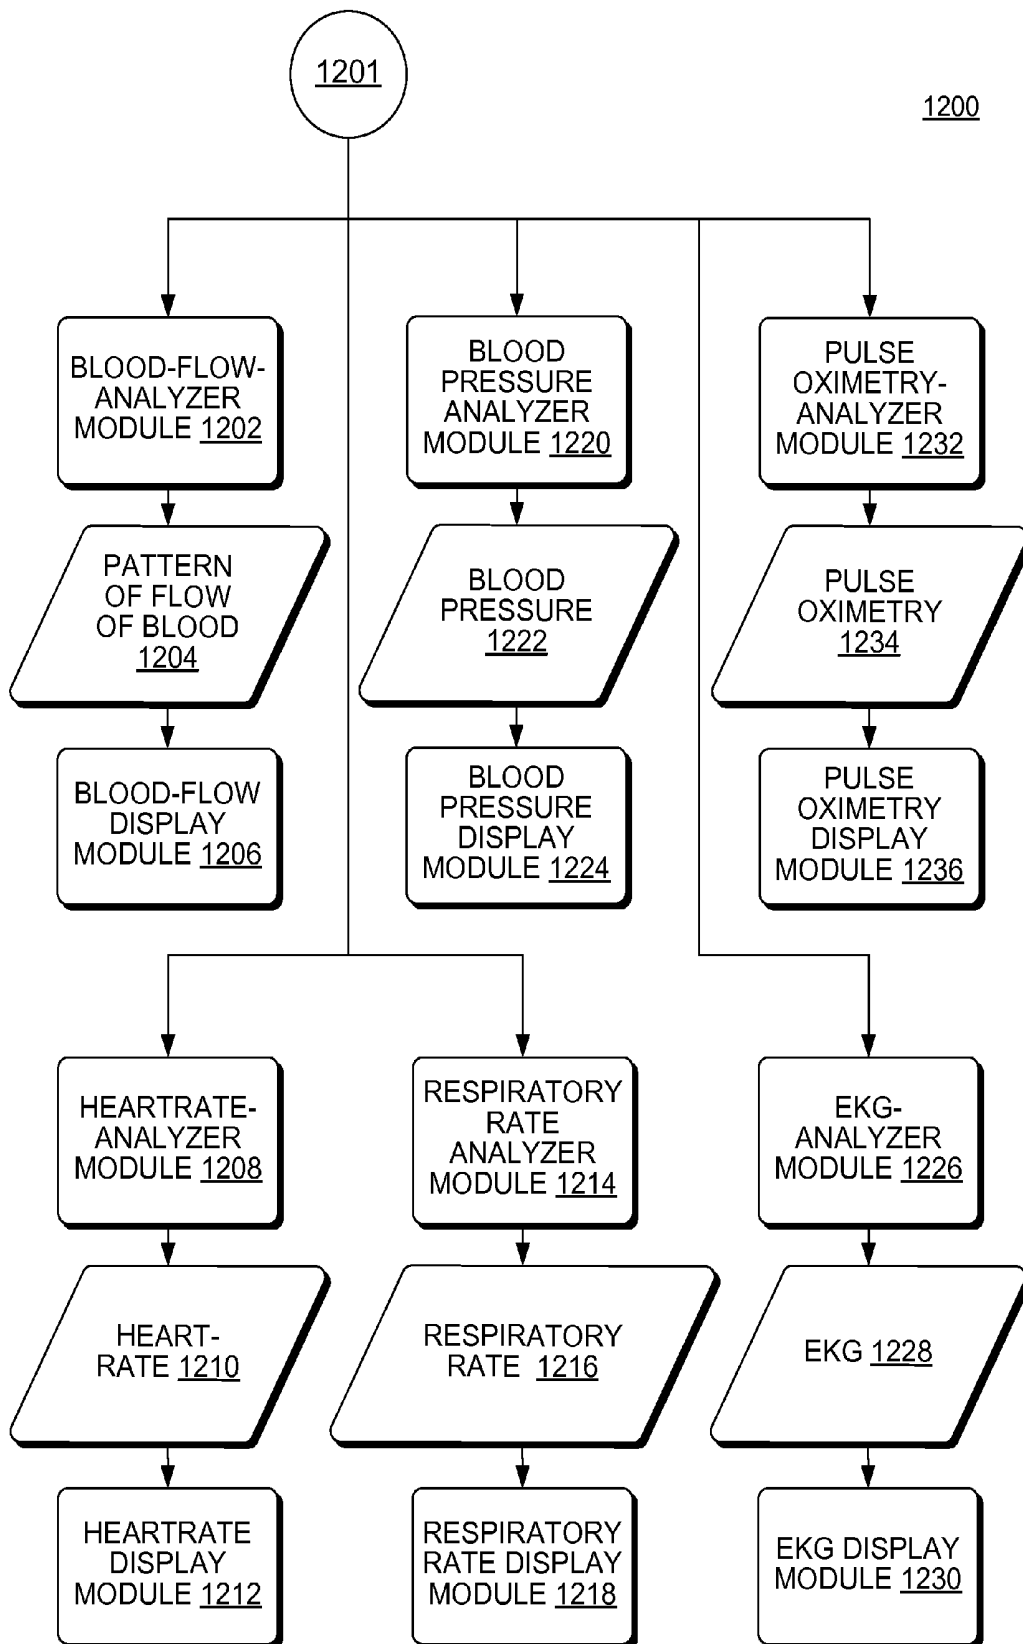 1201
1200
BLOOD-FLOW-
ANALYZER
MODULE 1202
BLOOD
PRESSURE
ANALYZER
MODULE 1220
PULSE
OXIMETRY-
ANALYZER
MODULE 1232
PATTERN
OF FLOW
OF BLOOD
1204
BLOOD
PRESSURE
1222
PULSE
OXIMETRY
1234
BLOOD-FLOW
DISPLAY
MODULE 1206
BLOOD
PRESSURE
DISPLAY
MODULE 1224
PULSE
OXIMETRY
DISPLAY
MODULE 1236
HEARTRATE-
ANALYZER
MODULE 1208
RESPIRATORY
RATE
ANALYZER
MODULE 1214
EKG-
ANALYZER
MODULE 1226
HEART-
RATE 1210
RESPIRATORY
RATE 1216
EKG 1228
HEARTRATE
DISPLAY
MODULE 1212
RESPIRATORY
RATE DISPLAY
MODULE 1218
EKG DISPLAY
MODULE 1230